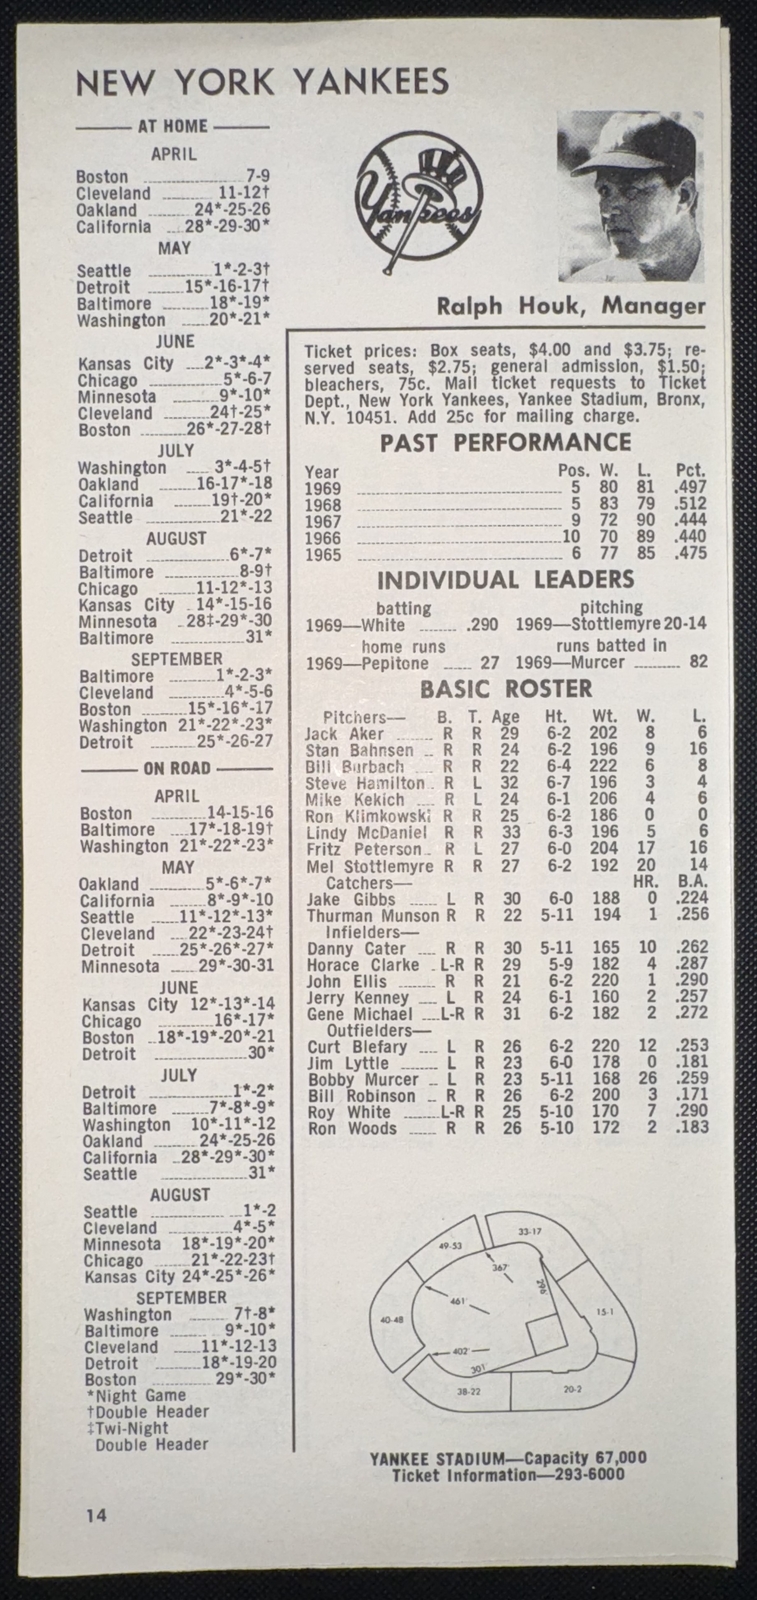 NEW YORK YANKEES
AT HOME
APRIL
Boston 7-9
Cleveland 11-12†
Oakland 24*-25-26
California 28*-29-30*
MAY
Seattle 1*-2-3†
Detroit 15*-16-17†
Baltimore 18*-19*
Washington 20*-21*
JUNE
Kansas City 2*-3*-4*
Chicago 5*-6-7
Minnesota 9*-10*
Cleveland 24†-25*
Boston 26*-27-28†
JULY
Washington 3*-4-5†
Oakland 16-17*-18
California 19†-20*
Seattle 21*-22
AUGUST
Detroit 6*-7*
Baltimore 8-9†
Chicago 11-12*-13
Kansas City 14*-15-16
Minnesota 28‡-29*-30
Baltimore 31*
SEPTEMBER
Baltimore 1*-2-3*
Cleveland 4*-5-6
Boston 15*-16*-17
Washington 21*-22*-23*
Detroit 25*-26-27
ON ROAD
APRIL
Boston 14-15-16
Baltimore 17*-18-19†
Washington 21*-22*-23*
MAY
Oakland 5*-6*-7*
California 8*-9*-10
Seattle 11*-12*-13*
Cleveland 22*-23-24†
Detroit 25*-26*-27*
Minnesota 29*-30-31
JUNE
Kansas City 12*-13*-14
Chicago 16*-17*
Boston 18*-19*-20*-21
Detroit 30*
JULY
Detroit 1*-2*
Baltimore 7*-8*-9*
Washington 10*-11*-12
Oakland 24*-25-26
California 28*-29*-30*
Seattle 31*
AUGUST
Seattle 1*-2
Cleveland 4*-5*
Minnesota 18*-19*-20*
Chicago 21*-22-23†
Kansas City 24*-25*-26*
SEPTEMBER
Washington 7†-8*
Baltimore 9*-10*
Cleveland 11*-12-13
Detroit 18*-19-20
Boston 29*-30*
*Night Game
†Double Header
‡Twi-Night
Double Header
14
Yankees
Ralph Houk, Manager
Ticket prices: Box seats, $4.00 and $3.75; re-
served seats, $2.75; general admission, $1.50;
bleachers, 75c. Mail ticket requests to Ticket
Dept., New York Yankees, Yankee Stadium, Bronx,
N.Y. 10451. Add 25c for mailing charge.
PAST PERFORMANCE
Year Pos. W. L. Pct.
1969 5 80 81 .497
1968 5 83 79 .512
1967 9 72 90 .444
1966 10 70 89 .440
1965 6 77 85 .475
INDIVIDUAL LEADERS
batting pitching
1969—White .290 1969—Stottlemyre 20-14
home runs runs batted in
1969—Pepitone 27 1969—Murcer 82
BASIC ROSTER
Pitchers— B. T. Age Ht. Wt. W. L.
Jack Aker R R 29 6-2 202 8 6
Stan Bahnsen R R 24 6-2 196 9 16
Bill Burbach R R 22 6-4 222 6 8
Steve Hamilton R L 32 6-7 196 3 4
Mike Kekich R L 24 6-1 206 4 6
Ron Klimkowski R R 25 6-2 186 0 0
Lindy McDaniel R R 33 6-3 196 5 6
Fritz Peterson R L 27 6-0 204 17 16
Mel Stottlemyre R R 27 6-2 192 20 14
Catchers— HR. B.A.
Jake Gibbs L R 30 6-0 188 0 .224
Thurman Munson R R 22 5-11 194 1 .256
Infielders—
Danny Cater R R 30 5-11 165 10 .262
Horace Clarke L-R R 29 5-9 182 4 .287
John Ellis R R 21 6-2 220 1 .290
Jerry Kenney L R 24 6-1 160 2 .257
Gene Michael L-R R 31 6-2 182 2 .272
Outfielders—
Curt Blefary L R 26 6-2 220 12 .253
Jim Lyttle L R 23 6-0 178 0 .181
Bobby Murcer L R 23 5-11 168 26 .259
Bill Robinson R R 26 6-2 200 3 .171
Roy White L-R R 25 5-10 170 7 .290
Ron Woods R R 26 5-10 172 2 .183
33-17
49-53
367'
296'
461'
40-48
15-1
402'
301'
38-22
20-2
YANKEE STADIUM—Capacity 67,000
Ticket Information—293-6000